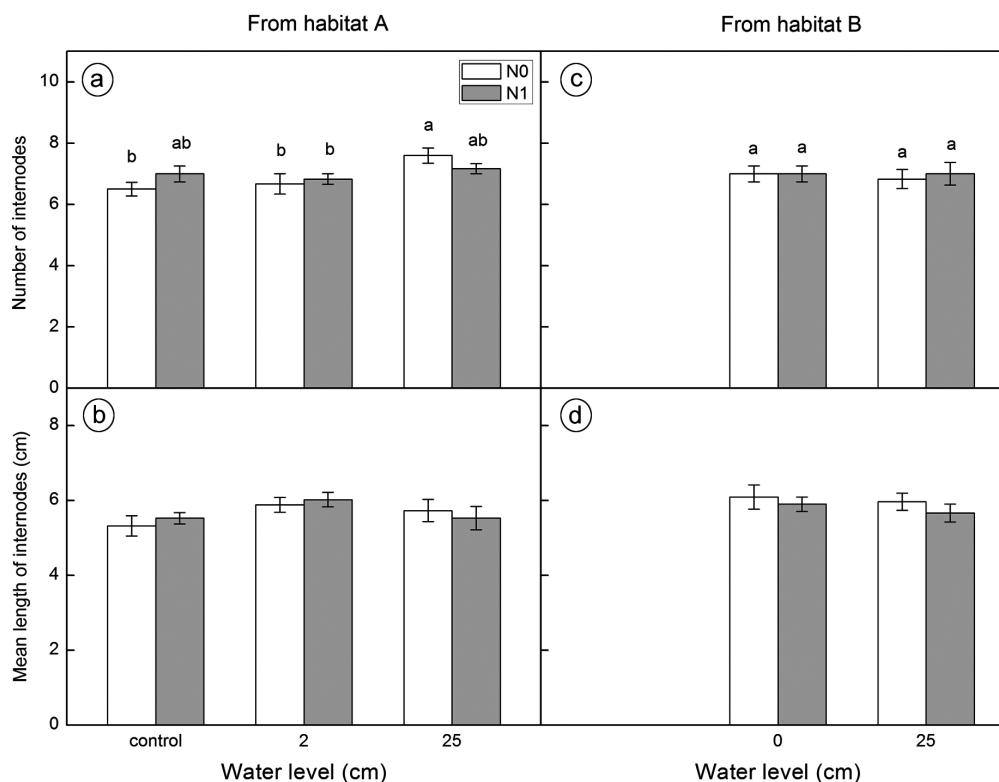 From habitat A
From habitat B
Number of internodes
10
8
6
4
2
0
a
b
ab
b
b
a
ab
N0
N1
c
a
a
a
a
Mean length of internodes (cm)
8
6
4
2
0
b
d
control
2
25
0
25
Water level (cm)
Water level (cm)